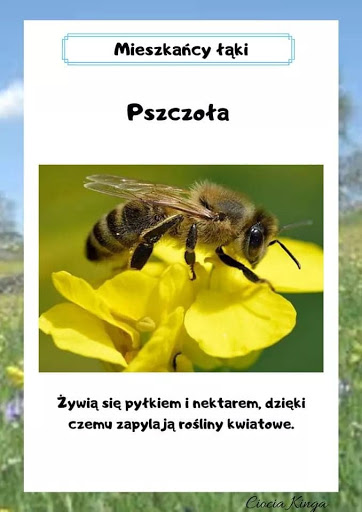 Mieszkańcy łąki
Pszczoła
Żywią się pyłkiem i nektarem, dzięki
czemu zapylają rośliny kwiatowe.
Ciocia Kinga